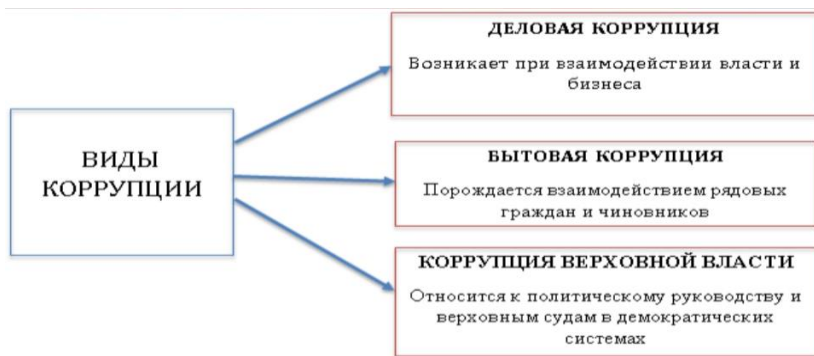 ВИДЫ
КОРРУПЦИИ
ДЕЛОВАЯ КОРРУПЦИЯ
Возникает при взаимодействии власти и
бизнеса
БЫТОВАЯ КОРРУПЦИЯ
Порождается взаимодействием рядовых
граждан и чиновников
КОРРУПЦИЯ ВЕРХОВНОЙ ВЛАСТИ
Относится к политическому руководству и
верховным судам в демократических
системах